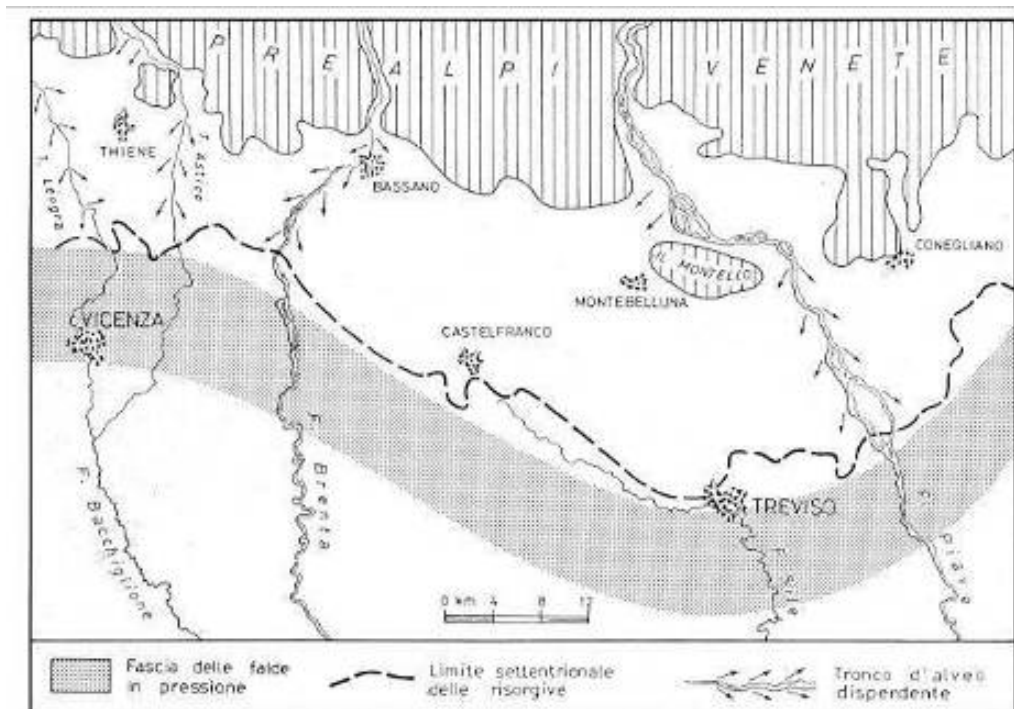 PREALPI VENETE
THIENE
T. Astico
T. Leogra
BASSANO
CONEGLIANO
IL MONTELLO
MONTEBELLUNA
VICENZA
CASTELFRANCO
TREVISO
F. Bacchiglione
F. Brenta
F. Sile
F. Piave
0 km. 4 8 12
Fascia delle falde
in pressione
Limite settentrionale
delle risorgive
Tronco d'alveo
disperdente